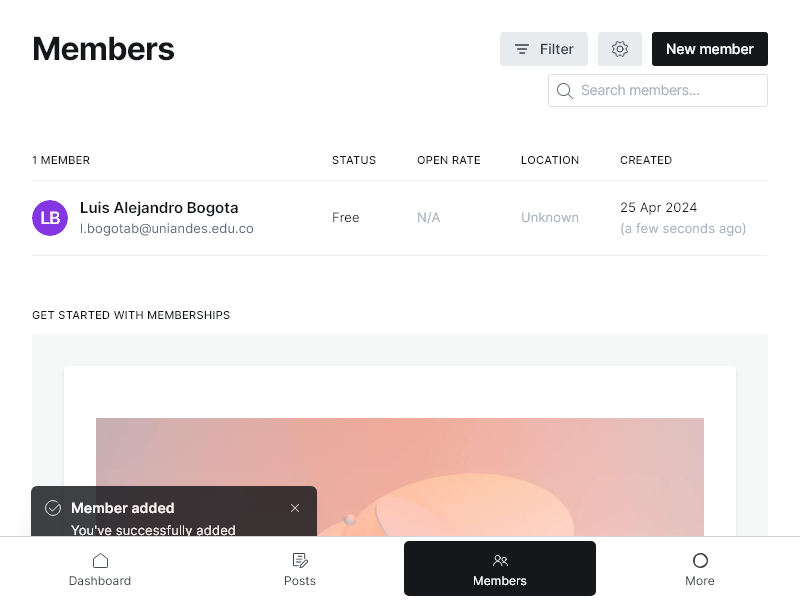 Members
Filter
New member
Search members...
1 MEMBER STATUS OPEN RATE LOCATION CREATED
LB
Luis Alejandro Bogota
l.bogotab@uniandes.edu.co
Free
N/A
Unknown
25 Apr 2024
(a few seconds ago)
GET STARTED WITH MEMBERSHIPS
Member added
You've successfully added
Dashboard
Posts
Members
More